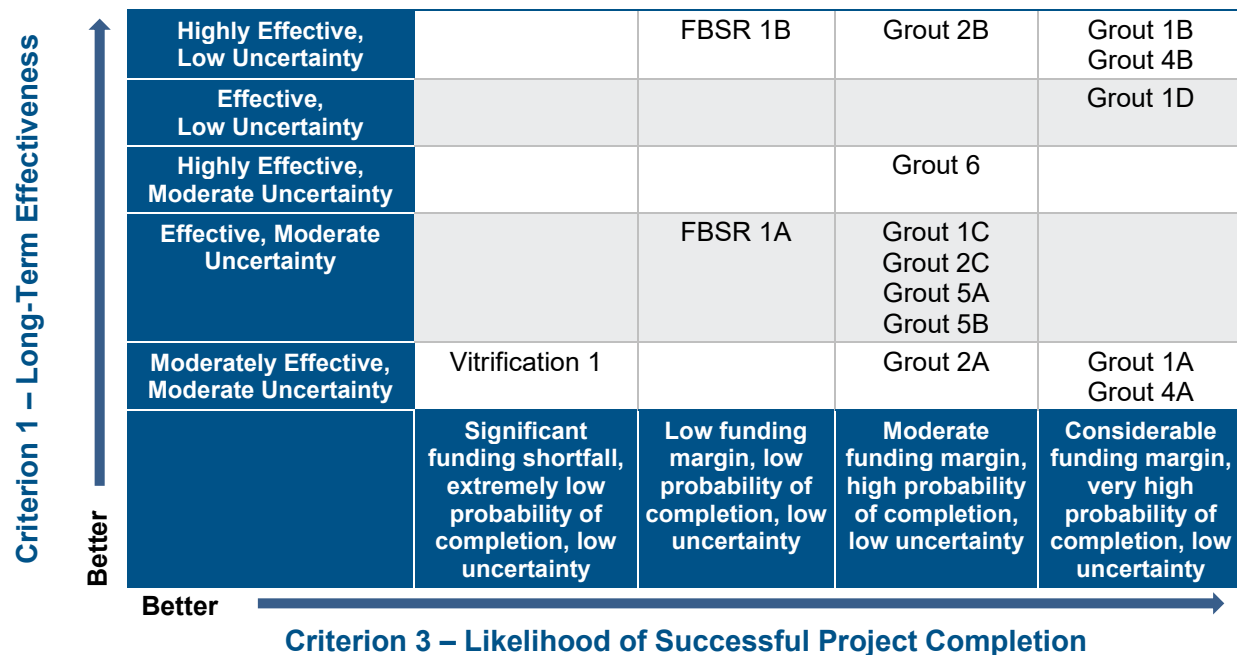 Criterion 1 – Long-Term Effectiveness
Better
Highly Effective,
Low Uncertainty
FBSR 1B
Grout 2B
Grout 1B
Grout 4B
Effective,
Low Uncertainty
Grout 1D
Highly Effective,
Moderate Uncertainty
Grout 6
Effective, Moderate
Uncertainty
FBSR 1A
Grout 1C
Grout 2C
Grout 5A
Grout 5B
Moderately Effective,
Moderate Uncertainty
Vitrification 1
Grout 2A
Grout 1A
Grout 4A
Significant
funding shortfall,
extremely low
probability of
completion, low
uncertainty
Low funding
margin, low
probability of
completion, low
uncertainty
Moderate
funding margin,
high probability
of completion,
low uncertainty
Considerable
funding margin,
very high
probability of
completion, low
uncertainty
Better
Criterion 3 – Likelihood of Successful Project Completion